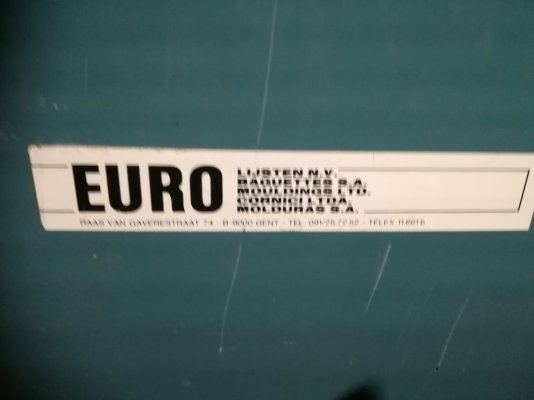 EURO
LIJSTEN N.V.
BAGUETTES S.A.
MOULDINGS LTD.
CORNICI LTDA.
MOLDURAS S.A.
RAAS VAN GAVERESTRAAT 74 - B-9000 GENT - TEL. 091/25.72.52 - TELEX 11.6616